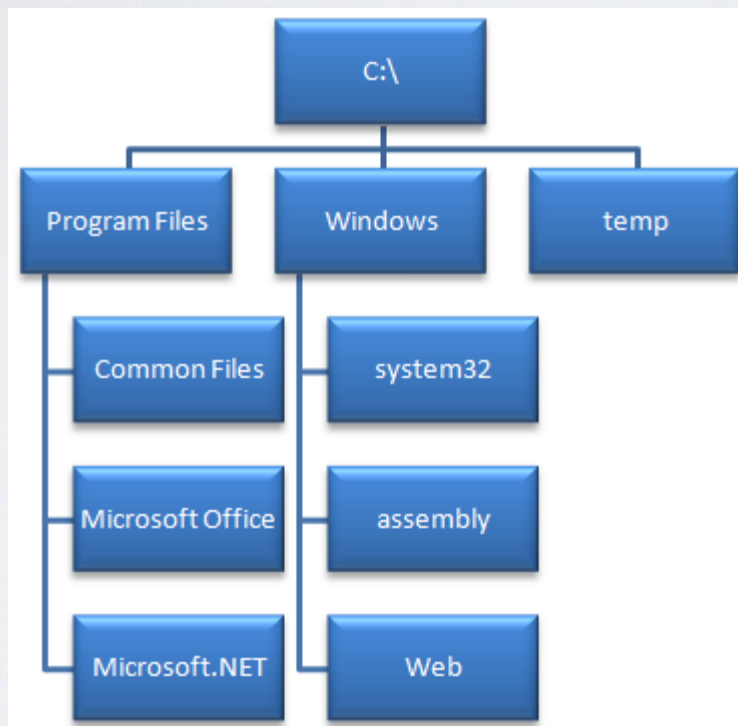 C:\
Program Files
Windows
temp
Common Files
system32
Microsoft Office
assembly
Microsoft.NET
Web